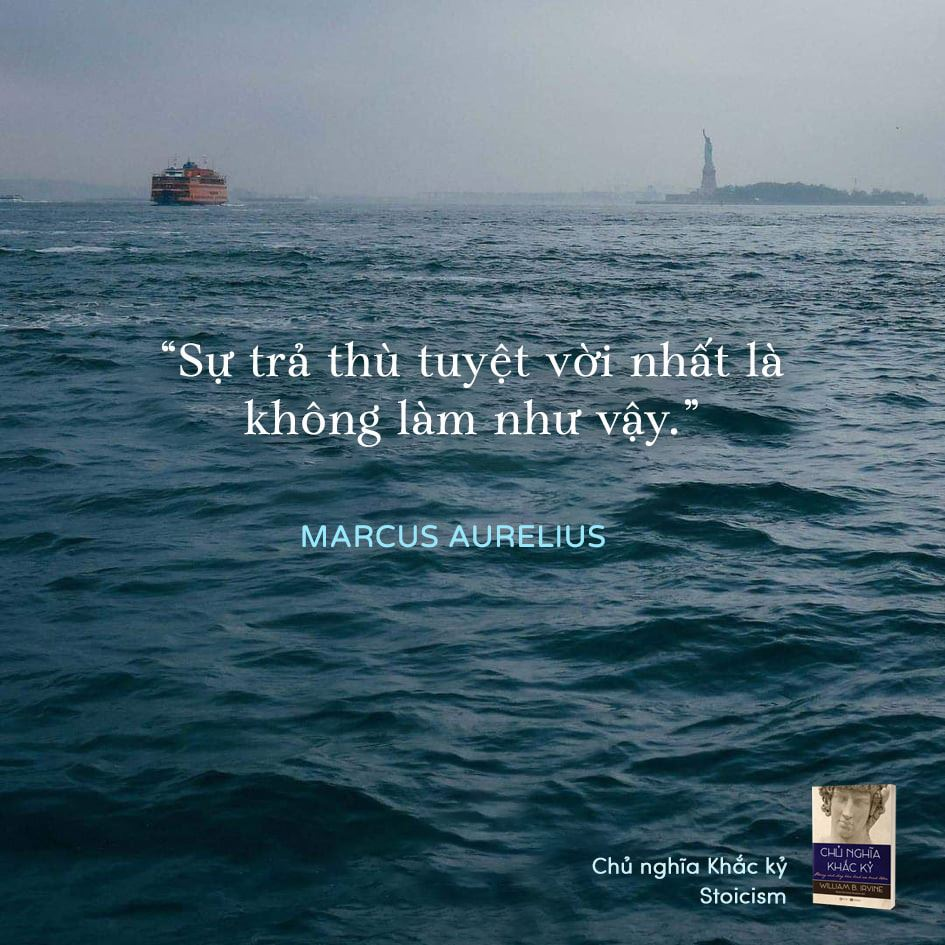 “Sự trả thù tuyệt vời nhất là
không làm như vậy.”
MARCUS AURELIUS
Chủ nghĩa Khắc kỷ
Stoicism
CHỦ NGHĨA
KHẮC KỶ
WILLIAM B. IRVINE